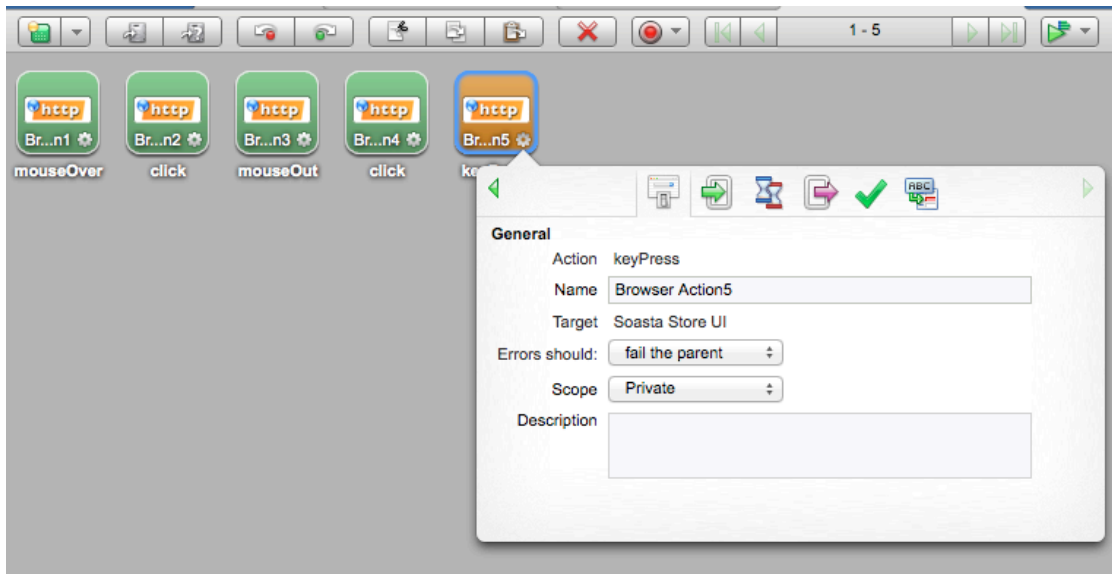 1 - 5
http http http http http
Br...n1 Br...n2 Br...n3 Br...n4 Br...n5
mouseOver click mouseOut click
ABC
General
Action keyPress
Name Browser Action5
Target Soasta Store UI
Errors should: fail the parent
Scope Private
Description